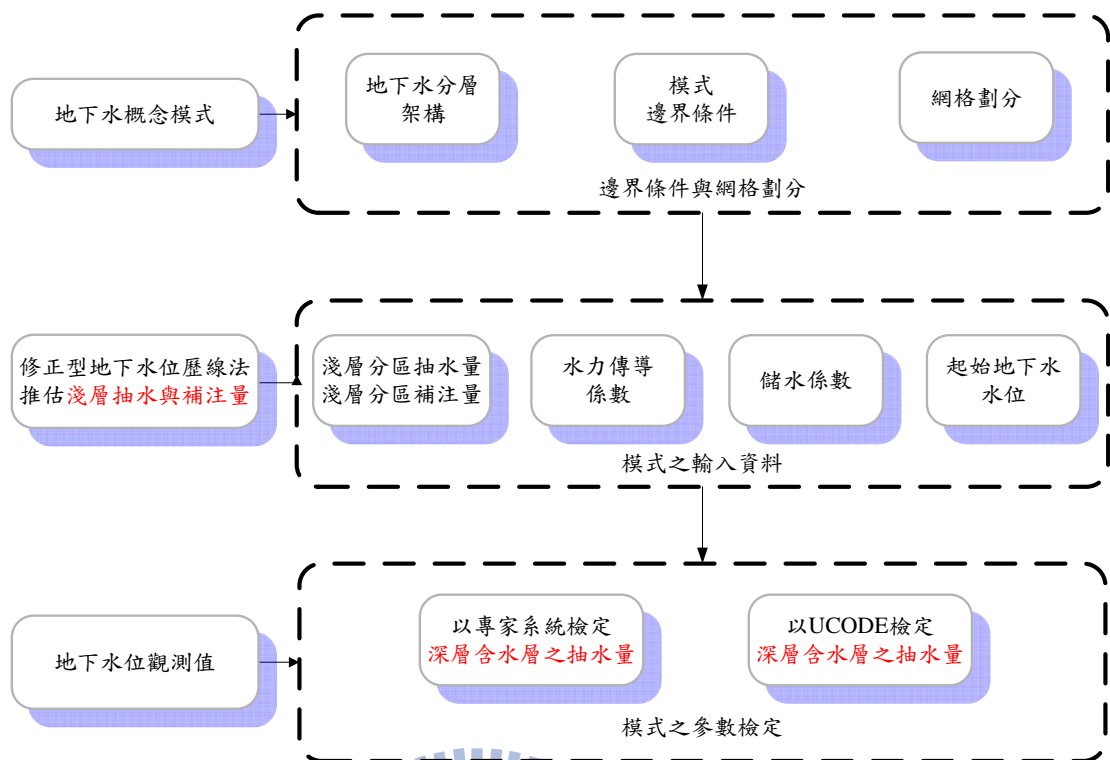 地下水概念模式
地下水分層
架構
模式
邊界條件
網格劃分
邊界條件與網格劃分
修正型地下水位歷線法
推估淺層抽水與補注量
淺層分區抽水量
淺層分區補注量
水力傳導
係數
儲水係數
起始地下水
水位
模式之輸入資料
地下水位觀測值
以專家系統檢定
深層含水層之抽水量
以UCODE檢定
深層含水層之抽水量
模式之參數檢定